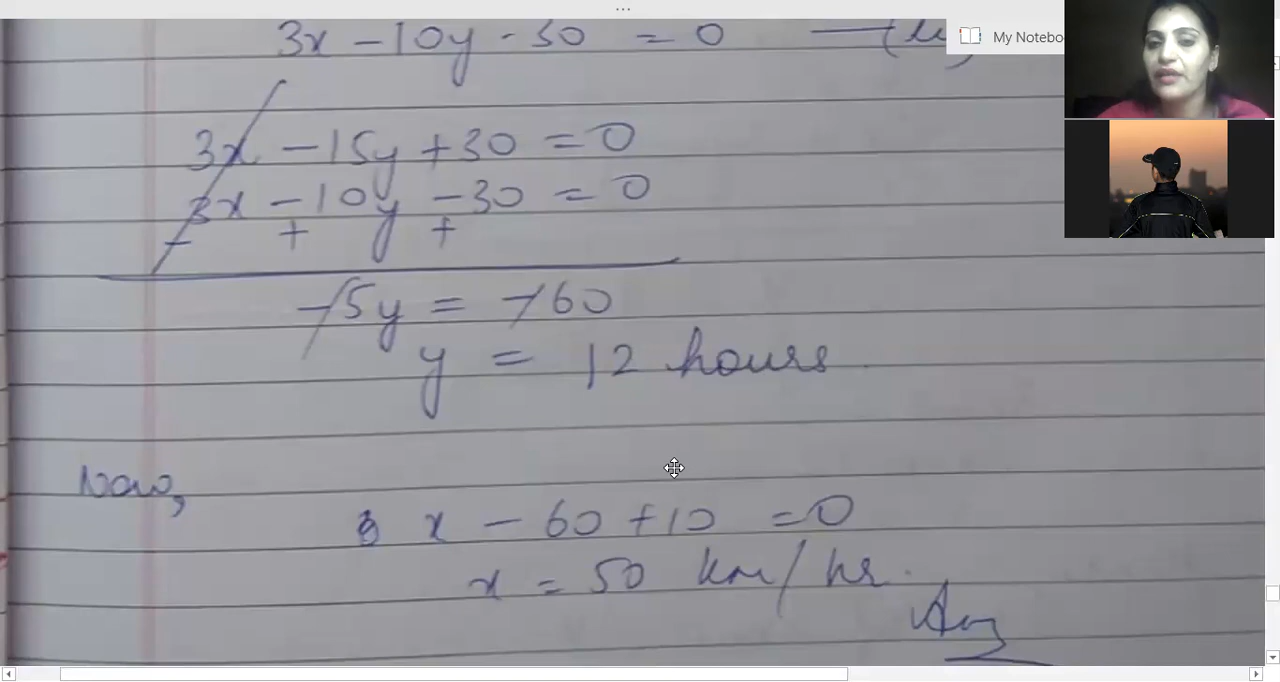 3x - 10y - 30 = 0
My Notebo
3x - 15y + 30 = 0
3x - 10y - 30 = 0
- + +
-5y = -60
y = 12 hours
Now,
x - 60 + 10 = 0
x = 50 km/hr.
Ans